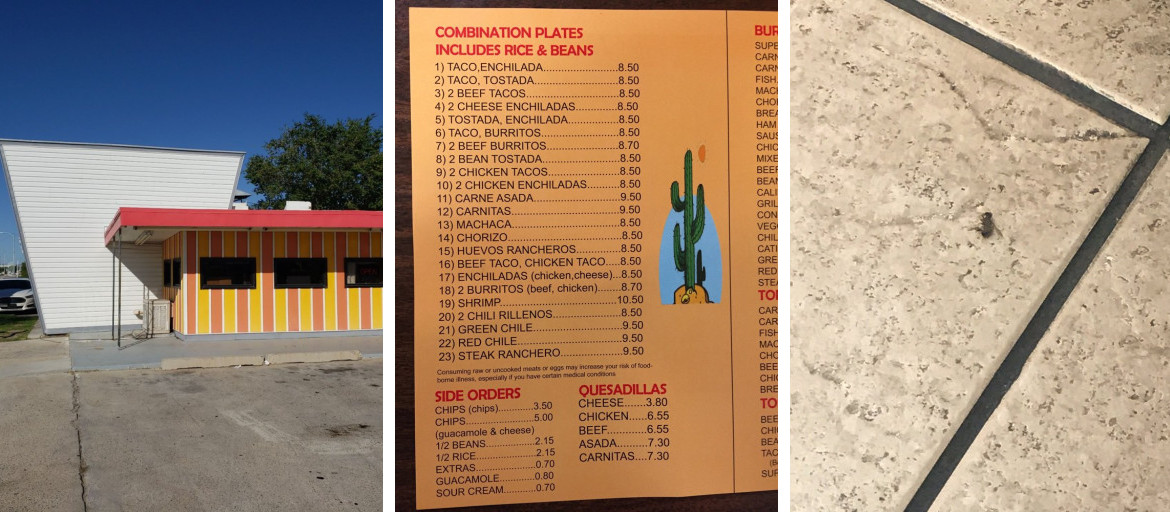 COMBINATION PLATES
INCLUDES RICE & BEANS
1) TACO,ENCHILADA......................8.50
2) TACO, TOSTADA.........................8.50
3) 2 BEEF TACOS...........................8.50
4) 2 CHEESE ENCHILADAS..........8.50
5) TOSTADA, ENCHILADA............8.50
6) TACO, BURRITOS......................8.50
7) 2 BEEF BURRITOS....................8.70
8) 2 BEAN TOSTADA....................8.50
9) 2 CHICKEN TACOS..................8.50
10) 2 CHICKEN ENCHILADAS........8.50
11) CARNE ASADA.......................9.50
12) CARNITAS..............................9.50
13) MACHACA..............................8.50
14) CHORIZO...............................8.50
15) HUEVOS RANCHEROS...........8.50
16) BEEF TACO, CHICKEN TACO.....8.50
17) ENCHILADAS (chicken,cheese)...8.50
18) 2 BURRITOS (beef, chicken).......8.70
19) SHRIMP................................10.50
20) 2 CHILI RILLENOS..................8.50
21) GREEN CHILE.......................9.50
22) RED CHILE............................9.50
23) STEAK RANCHERO................9.50
Consuming raw or uncooked meats or eggs may increase your risk of food-
borne illness, especially if you have certain medical conditions
SIDE ORDERS
CHIPS (chips).............3.50
CHIPS.........................5.00
(guacamole & cheese)
1/2 BEANS..................2.15
1/2 RICE.....................2.15
EXTRAS......................0.70
GUACAMOLE............0.80
SOUR CREAM...........0.70
QUESADILLAS
CHEESE.......3.80
CHICKEN......6.55
BEEF.............6.55
ASADA..........7.30
CARNITAS....7.30